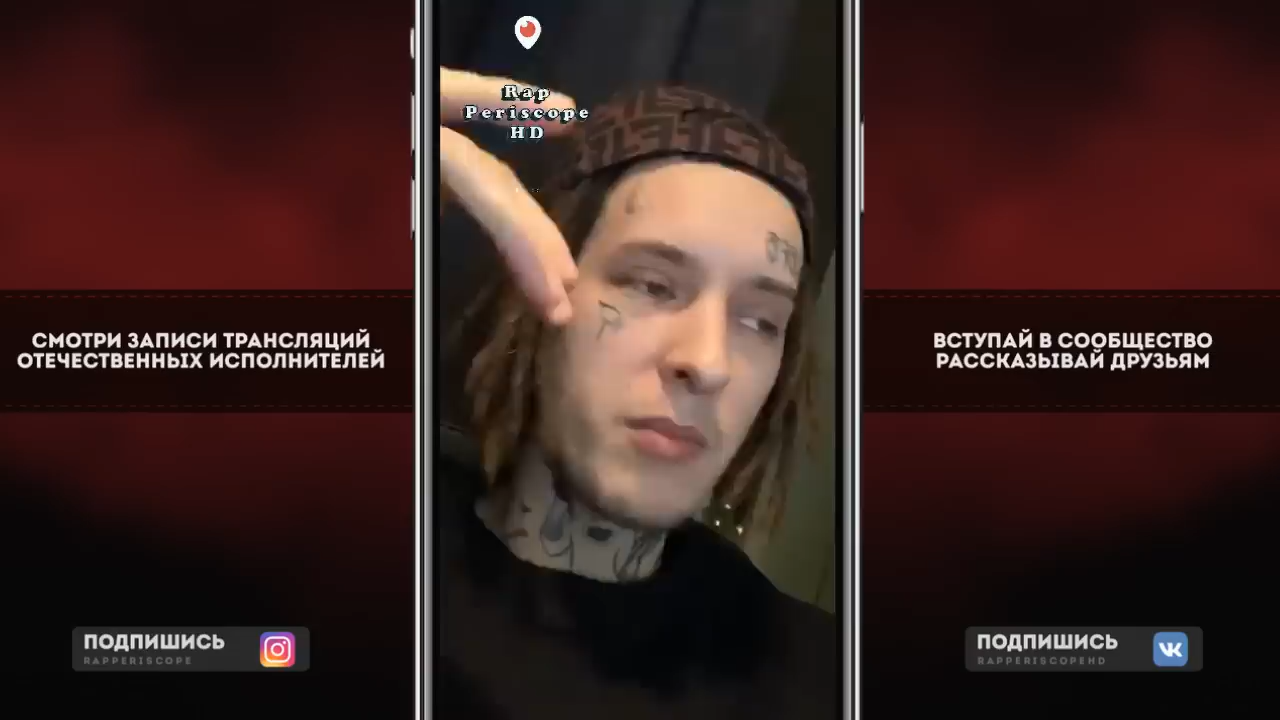 Rap
Periscope
HD
СМОТРИ ЗАПИСИ ТРАНСЛЯЦИЙ
ОТЕЧЕСТВЕННЫХ ИСПОЛНИТЕЛЕЙ
ВСТУПАЙ В СООБЩЕСТВО
РАССКАЗЫВАЙ ДРУЗЬЯМ
ПОДПИШИСЬ
RAPPERISCOPE
ПОДПИШИСЬ
RAPPERISCOPEHD